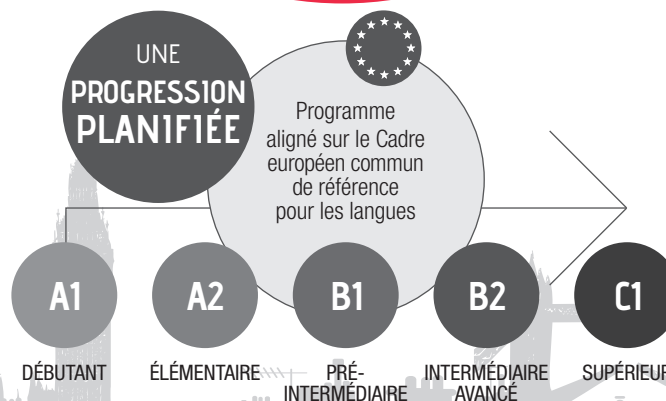 UNE
PROGRESSION
PLANIFIÉE
Programme
aligné sur le Cadre
européen commun
de référence
pour les langues
A1
A2
B1
B2
C1
DÉBUTANT
ÉLÉMENTAIRE
PRÉ-
INTERMÉDIAIRE
INTERMÉDIAIRE
AVANCÉ
SUPÉRIEUR